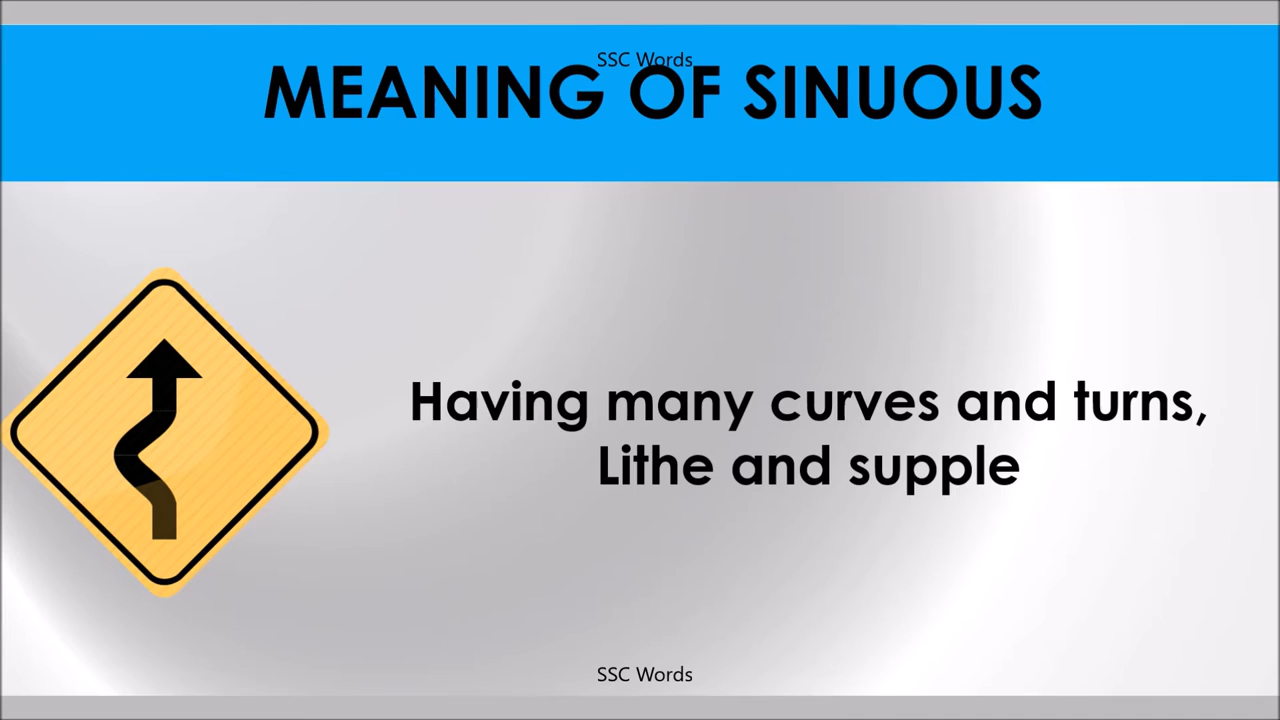 SSC Words
MEANING OF SINUOUS
Having many curves and turns,
Lithe and supple
SSC Words